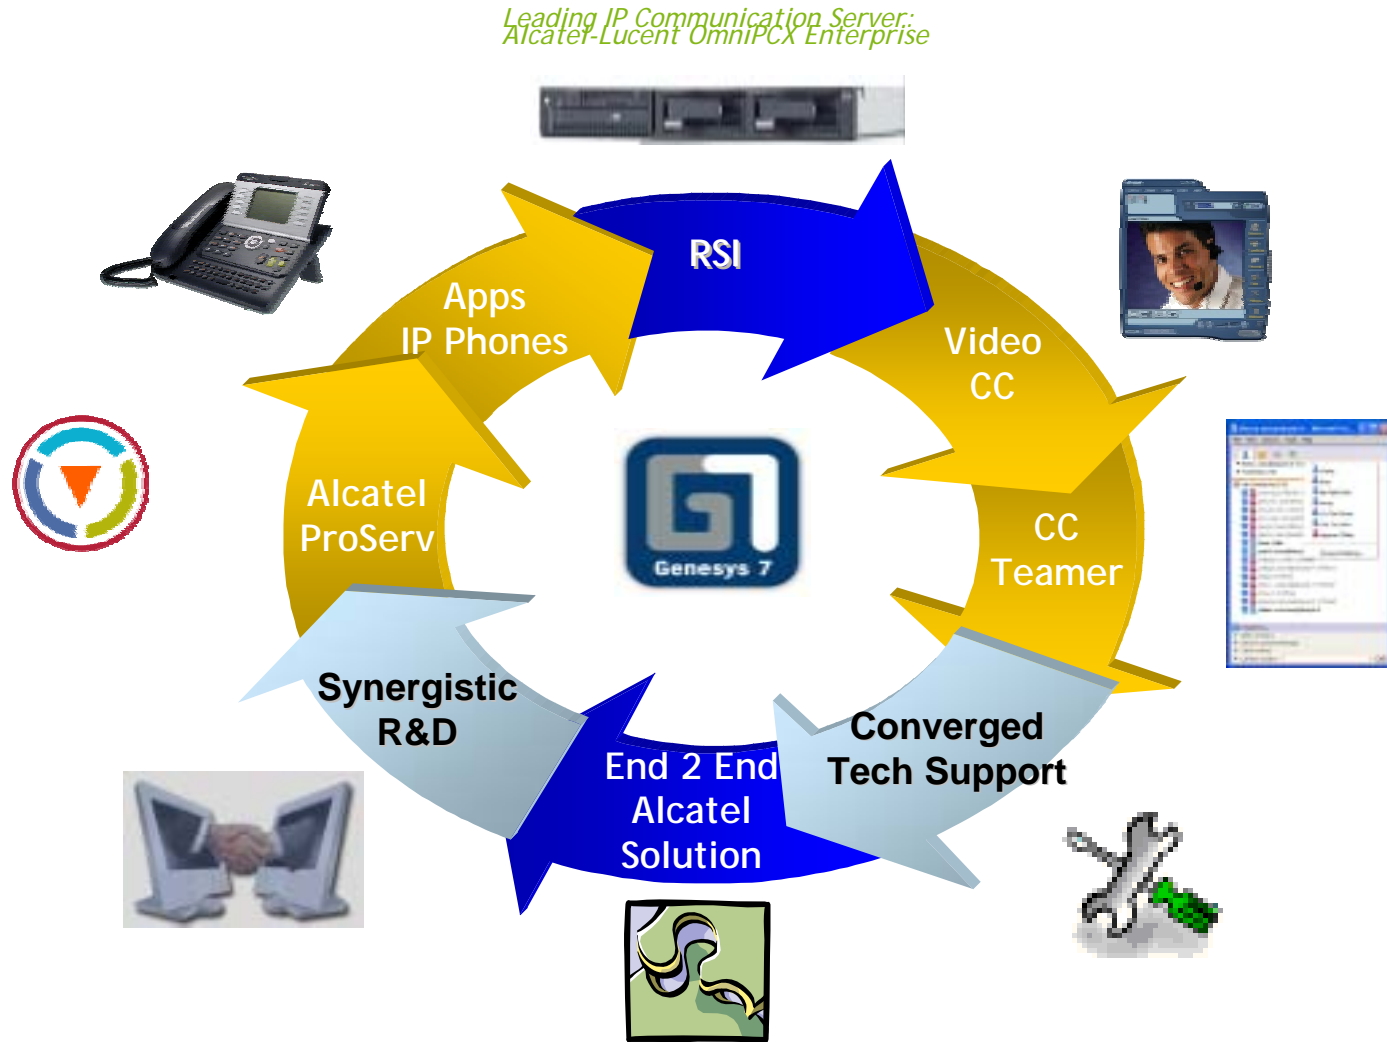 Leading IP Communication Server:
Alcatel-Lucent OmniPCX Enterprise
RSI
Apps
IP Phones
Video
CC
Alcatel
ProServ
CC
Teamer
Genesys 7
Synergistic
R&D
Converged
Tech Support
End 2 End
Alcatel
Solution